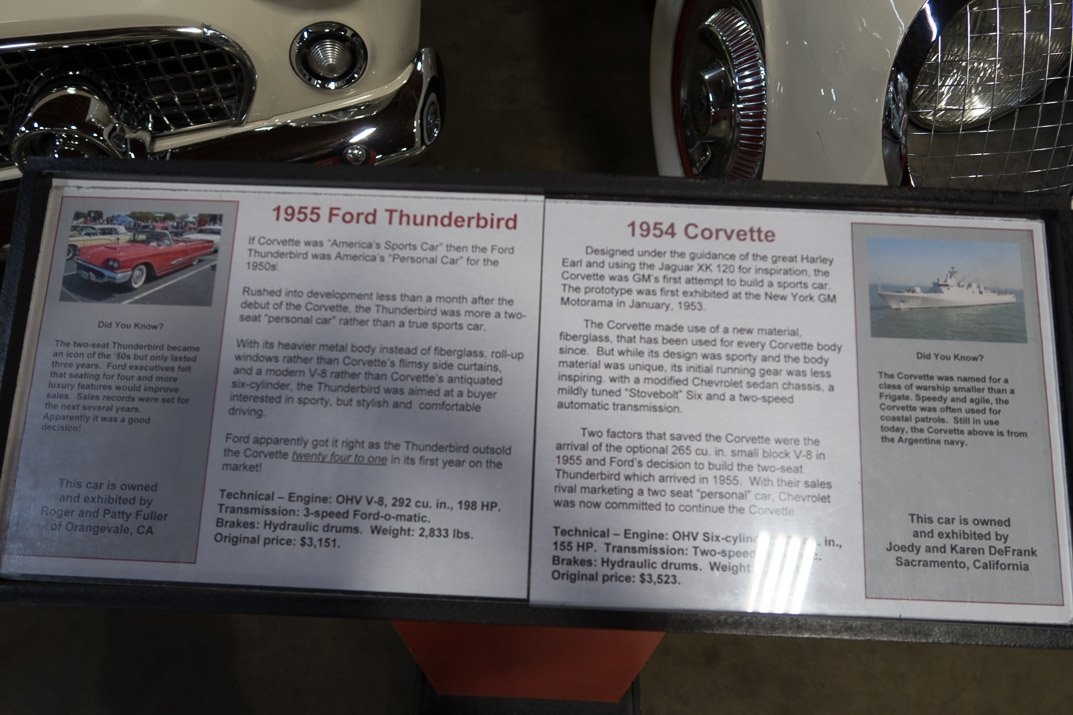 1955 Ford Thunderbird
If Corvette was “America’s Sports Car” then the Ford
Thunderbird was America’s “Personal Car” for the
1950s:
Rushed into development less than a month after the
debut of the Corvette, the Thunderbird was more a two-
seat “personal car” rather than a true sports car.
With its heavier metal body instead of fiberglass, roll-up
windows rather than Corvette’s flimsy side curtains,
and a modern V-8 rather than Corvette’s antiquated
six-cylinder, the Thunderbird was aimed at a buyer
interested in sporty, but stylish and comfortable
driving.
Ford apparently got it right as the Thunderbird outsold
the Corvette twenty four to one in its first year on the
market!
Technical – Engine: OHV V-8, 292 cu. in., 198 HP.
Transmission: 3-speed Ford-o-matic.
Brakes: Hydraulic drums. Weight: 2,833 lbs.
Original price: $3,151.
Did You Know?
The two-seat Thunderbird became
an icon of the ‘50s but only lasted
three years. Ford executives felt
that seating for four and more
luxury features would improve
sales. Sales records were set for
the next several years.
Apparently it was a good
decision!
This car is owned
and exhibited by
Roger and Patty Fuller
of Orangevale, CA
1954 Corvette
Designed under the guidance of the great Harley
Earl and using the Jaguar XK 120 for inspiration, the
Corvette was GM’s first attempt to build a sports car.
The prototype was first exhibited at the New York GM
Motorama in January, 1953.
The Corvette made use of a new material,
fiberglass, that has been used for every Corvette body
since. But while its design was sporty and the body
material was unique, its initial running gear was less
inspiring, with a modified Chevrolet sedan chassis, a
mildly tuned “Stovebolt” Six and a two-speed
automatic transmission.
Two factors that saved the Corvette were the
arrival of the optional 265 cu. in. small block V-8 in
1955 and Ford’s decision to build the two-seat
Thunderbird which arrived in 1955. With their sales
rival marketing a two seat “personal” car, Chevrolet
was now committed to continue the Corvette.
Technical – Engine: OHV in.,
155 HP. Transmission:
Brakes: Hydraulic drums. Weight
Original price: $3,523.
Did You Know?
The Corvette was named for a
class of warship smaller than a
Frigate. Speedy and agile, the
Corvette was often used for
coastal patrols. Still in use
today, the Corvette above is from
the Argentine navy.
This car is owned
and exhibited by
Joedy and Karen DeFrank
Sacramento, California